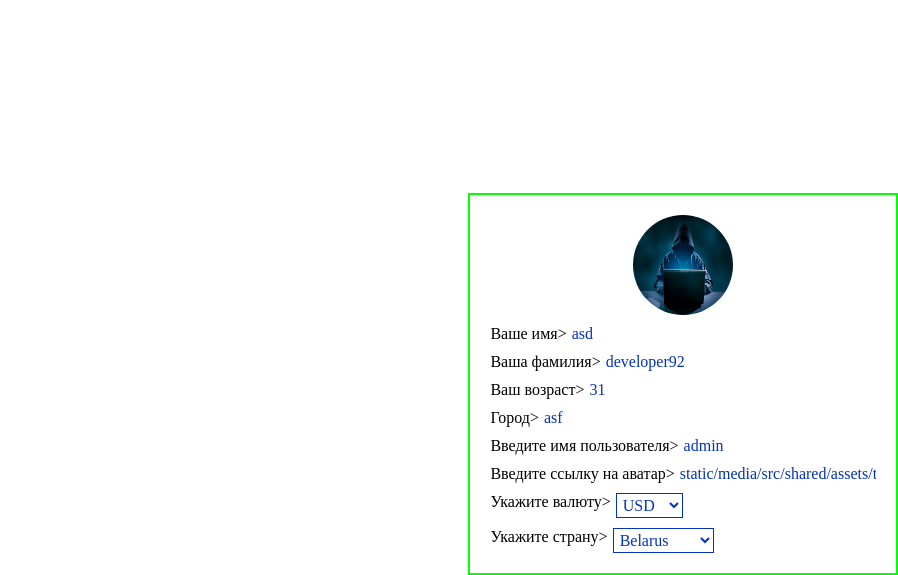 Ваше имя> asd
Ваша фамилия> developer92
Ваш возраст> 31
Город> asf
Введите имя пользователя> admin
Введите ссылку на аватар> static/media/src/shared/assets/t
Укажите валюту> USD
Укажите страну> Belarus